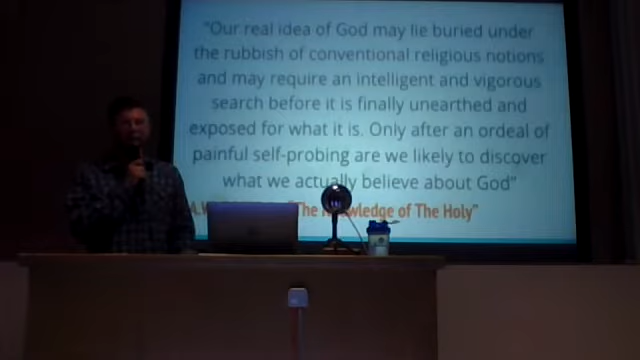 "Our real idea of God may lie buried under
the rubbish of conventional religious notions
and may require an intelligent and vigorous
search before it is finally unearthed and
exposed for what it is. Only after an ordeal of
painful self-probing are we likely to discover
what we actually believe about God"
"The Knowledge of The Holy"